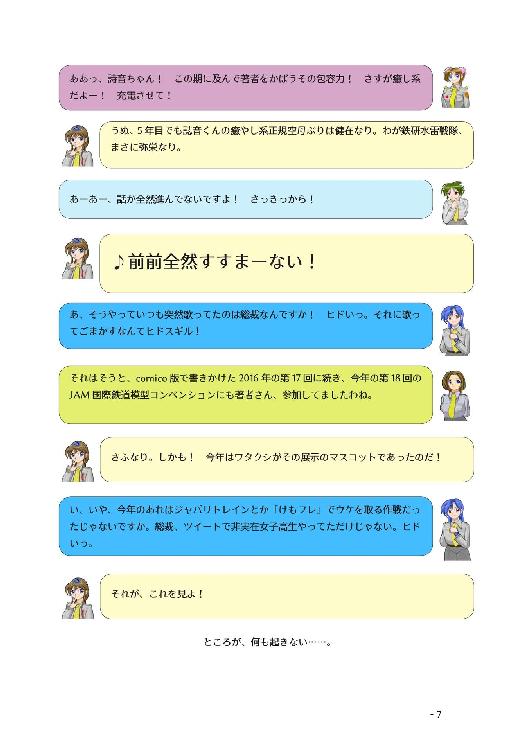 ああっ、詩音ちゃん！　この期に及んで著者をかばうその包容力！　さすが癒し系
だよー！　充電させて！
うぬ、5年目でも詩音くんの癒やし系正規空母ぶりは健在なり。わが鉄研水雷戦隊、
まさに弥栄なり。
あーあー、話が全然進んでないですよ！　さっきっから！
♪前前全然すすまーない！
あ、そうやっていつも突然歌ってたのは総裁なんですか！　ヒドいっ。それに歌っ
てごまかすなんてヒドスギル！
それはそうと、comico 版で書きかけた 2016 年の第 17 回に続き、今年の第 18 回の
JAM 国際鉄道模型コンベンションにも著者さん、参加してましたわね。
さふなり。しかも！　今年はワタクシがその展示のマスコットであったのだ！
い、いや、今年のあれはジャパリトレインとか「けもフレ」でウケを取る作戦だっ
たじゃないですか。総裁、ツイートで非実在女子高生やってただけじゃない。ヒド
いっ。
それが、これを見よ！
ところが、何も起きない……。
- 7